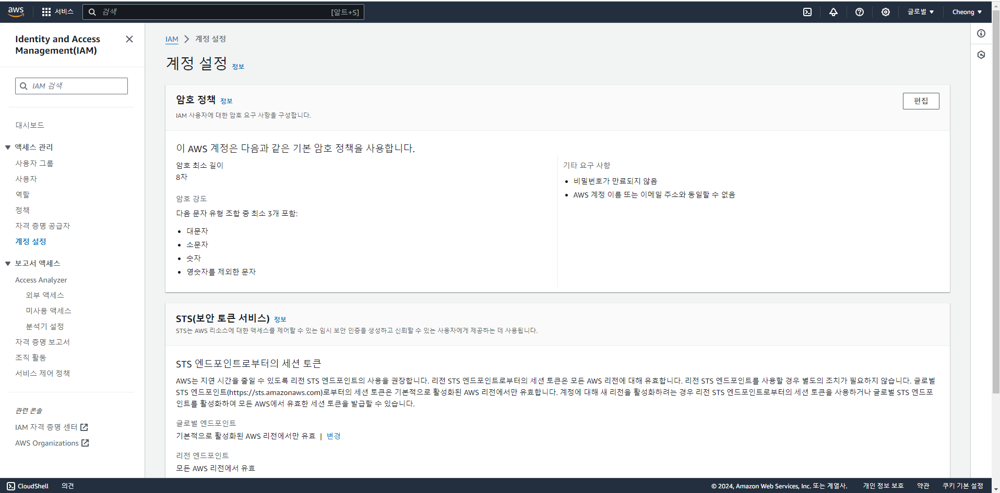 aws
서비스
검색
[알트+S]
글로벌
Cheong
Identity and Access
Management(IAM)
IAM 검색
대시보드
액세스 관리
사용자 그룹
사용자
역할
정책
자격 증명 공급자
계정 설정
보고서 액세스
Access Analyzer
외부 액세스
미사용 액세스
분석기 설정
자격 증명 보고서
조직 활동
서비스 제어 정책
관련 콘솔
IAM 자격 증명 센터
AWS Organizations
IAM
계정 설정
계정 설정 정보
암호 정책 정보
IAM 사용자에 대한 암호 요구 사항을 구성합니다.
편집
이 AWS 계정은 다음과 같은 기본 암호 정책을 사용합니다.
암호 최소 길이
8자
암호 강도
다음 문자 유형 조합 중 최소 3개 포함:
• 대문자
• 소문자
• 숫자
• 영숫자를 제외한 문자
기타 요구 사항
• 비밀번호가 만료되지 않음
• AWS 계정 이름 또는 이메일 주소와 동일할 수 없음
STS(보안 토큰 서비스) 정보
STS는 AWS 리소스에 대한 액세스를 제어할 수 있는 임시 보안 인증을 생성하고 신뢰할 수 있는 사용자에게 제공하는 데 사용됩니다.
STS 엔드포인트로부터의 세션 토큰
AWS는 지연 시간을 줄일 수 있도록 리전 STS 엔드포인트의 사용을 권장합니다. 리전 STS 엔드포인트로부터의 세션 토큰은 모든 AWS 리전에 대해 유효합니다. 리전 STS 엔드포인트를 사용할 경우 별도의 조치가 필요하지 않습니다. 글로벌
STS 엔드포인트(https://sts.amazonaws.com)로부터의 세션 토큰은 기본적으로 활성화된 AWS 리전에서만 유효합니다. 계정에 대해 새 리전을 활성화하려는 경우 리전 STS 엔드포인트로부터의 세션 토큰을 사용하거나 글로벌 STS 엔드포
인트를 활성화하여 모든 AWS에서 유효한 세션 토큰을 발급할 수 있습니다.
글로벌 엔드포인트
기본적으로 활성화된 AWS 리전에서만 유효 | 변경
리전 엔드포인트
모든 AWS 리전에서 유효
CloudShell
의견
© 2024, Amazon Web Services, Inc. 또는 계열사.
개인 정보 보호
약관
쿠키 기본 설정